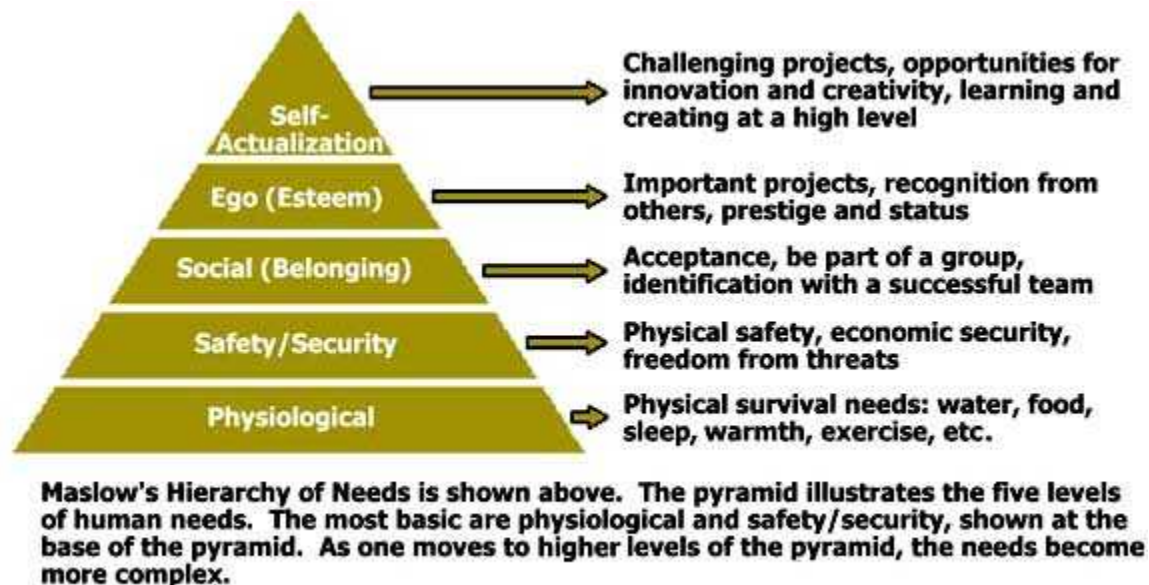 Self-
Actualization
Challenging projects, opportunities for
innovation and creativity, learning and
creating at a high level
Ego (Esteem)
Important projects, recognition from
others, prestige and status
Social (Belonging)
Acceptance, be part of a group,
identification with a successful team
Safety/Security
Physical safety, economic security,
freedom from threats
Physiological
Physical survival needs: water, food,
sleep, warmth, exercise, etc.
Maslow's Hierarchy of Needs is shown above.  The pyramid illustrates the five levels
of human needs.  The most basic are physiological and safety/security, shown at the
base of the pyramid.  As one moves to higher levels of the pyramid, the needs become
more complex.